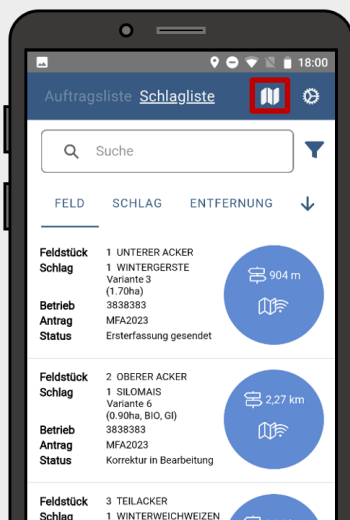 18:00
Auftragsliste Schlagliste
Suche
FELD SCHLAG ENTFERNUNG
Feldstück 1 UNTERER ACKER
Schlag 1 WINTERGERSTE
Variante 3
(1.70ha)
904 m
Betrieb 3838383
Antrag MFA2023
Status Ersterfassung gesendet
Feldstück 2 OBERER ACKER
Schlag 1 SILOMAIS
Variante 6
(0.90ha, BIO, GI)
2,27 km
Betrieb 3838383
Antrag MFA2023
Status Korrektur in Bearbeitung
Feldstück 3 TEILACKER
Schlag 1 WINTERWEICHWEIZEN